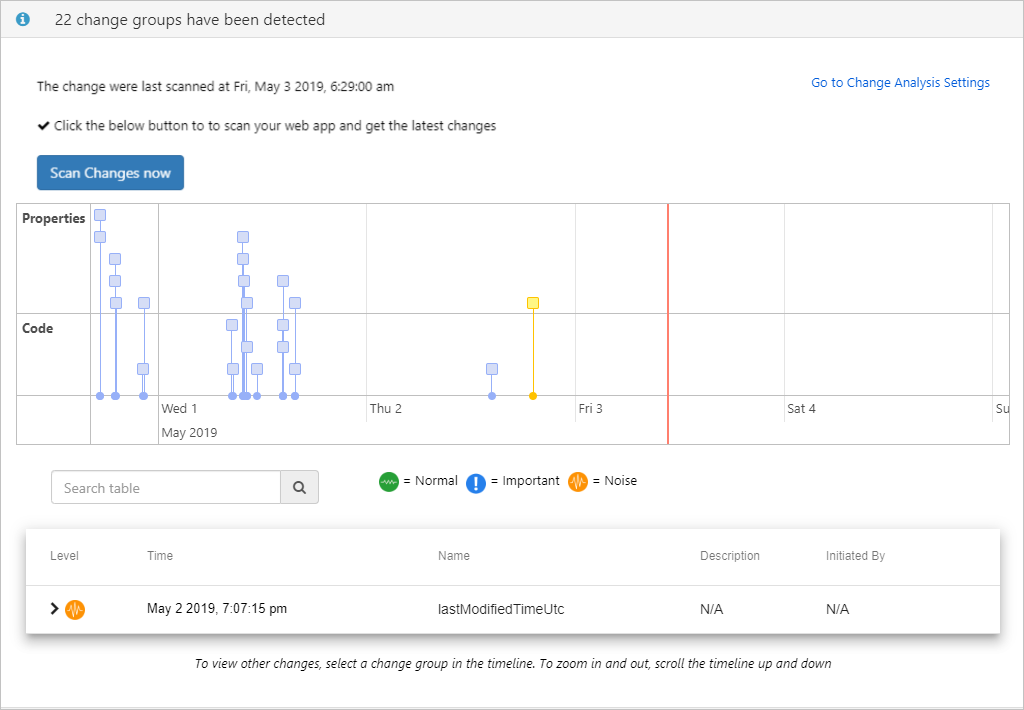 22 change groups have been detected
The change were last scanned at Fri, May 3 2019, 6:29:00 am
Go to Change Analysis Settings
Click the below button to to scan your web app and get the latest changes
Scan Changes now
Properties
Code
Wed 1
Thu 2
Fri 3
Sat 4
Su
May 2019
Search table
= Normal
= Important
= Noise
Level
Time
Name
Description
Initiated By
May 2 2019, 7:07:15 pm
lastModifiedTimeUtc
N/A
N/A
To view other changes, select a change group in the timeline. To zoom in and out, scroll the timeline up and down